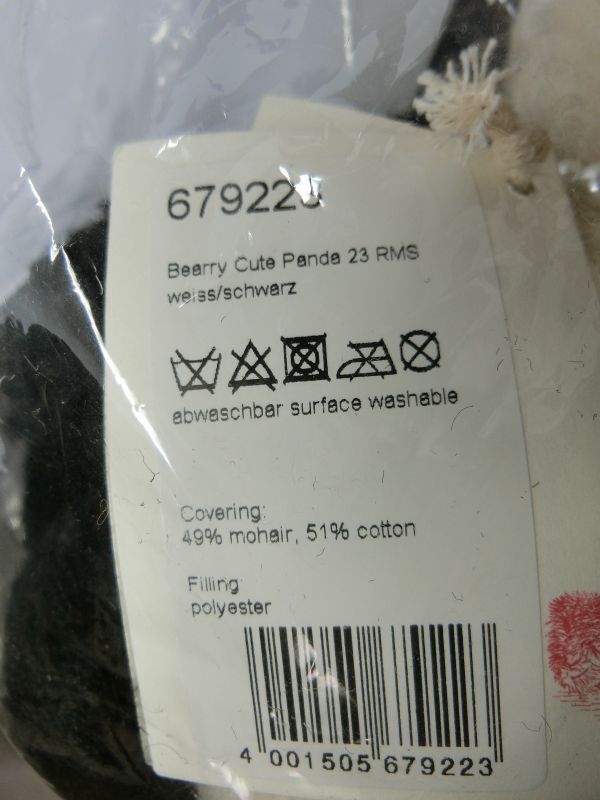 679223
Bearry Cute Panda 23 RMS
weiss/schwarz
abwaschbar surface washable
Covering:
49% mohair, 51% cotton
Filling
polyester
4 001505 679223